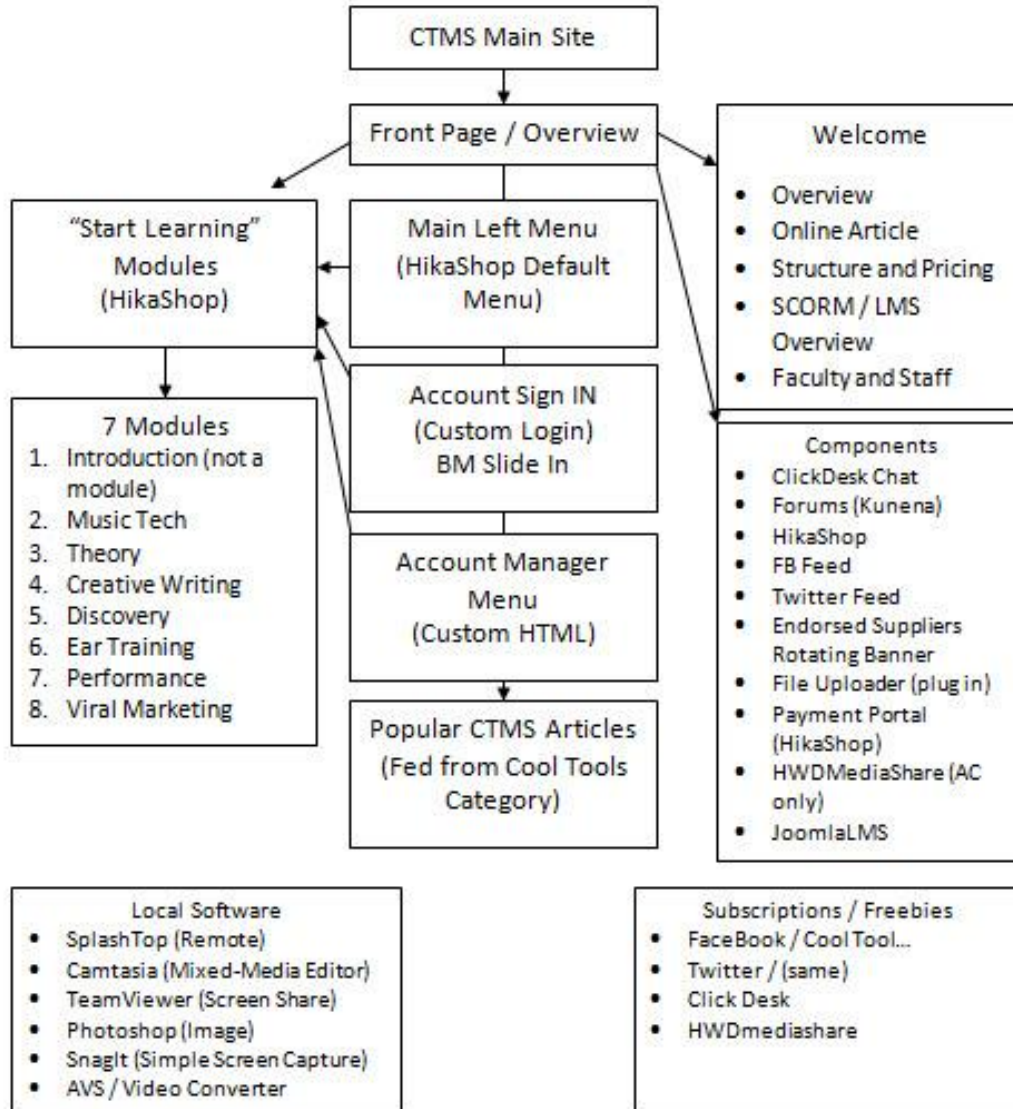 CTMS Main Site
Front Page / Overview
Welcome
• Overview
• Online Article
• Structure and Pricing
• SCORM / LMS
Overview
• Faculty and Staff
“Start Learning”
Modules
(HikaShop)
Main Left Menu
(HikaShop Default
Menu)
Account Sign IN
(Custom Login)
BM Slide In
7 Modules
1. Introduction (not a
module)
2. Music Tech
3. Theory
4. Creative Writing
5. Discovery
6. Ear Training
7. Performance
8. Viral Marketing
Account Manager
Menu
(Custom HTML)
Popular CTMS Articles
(Fed from Cool Tools
Category)
Components
• ClickDesk Chat
• Forums (Kunena)
• HikaShop
• FB Feed
• Twitter Feed
• Endorsed Suppliers
Rotating Banner
• File Uploader (plug in)
• Payment Portal
(HikaShop)
• HWDMediaShare (AC
only)
• JoomlaLMS
Local Software
• SplashTop (Remote)
• Camtasia (Mixed-Media Editor)
• TeamViewer (Screen Share)
• Photoshop (Image)
• SnagIt (Simple Screen Capture)
• AVS / Video Converter
Subscriptions / Freebies
• FaceBook / Cool Tool...
• Twitter / (same)
• Click Desk
• HWDmediashare